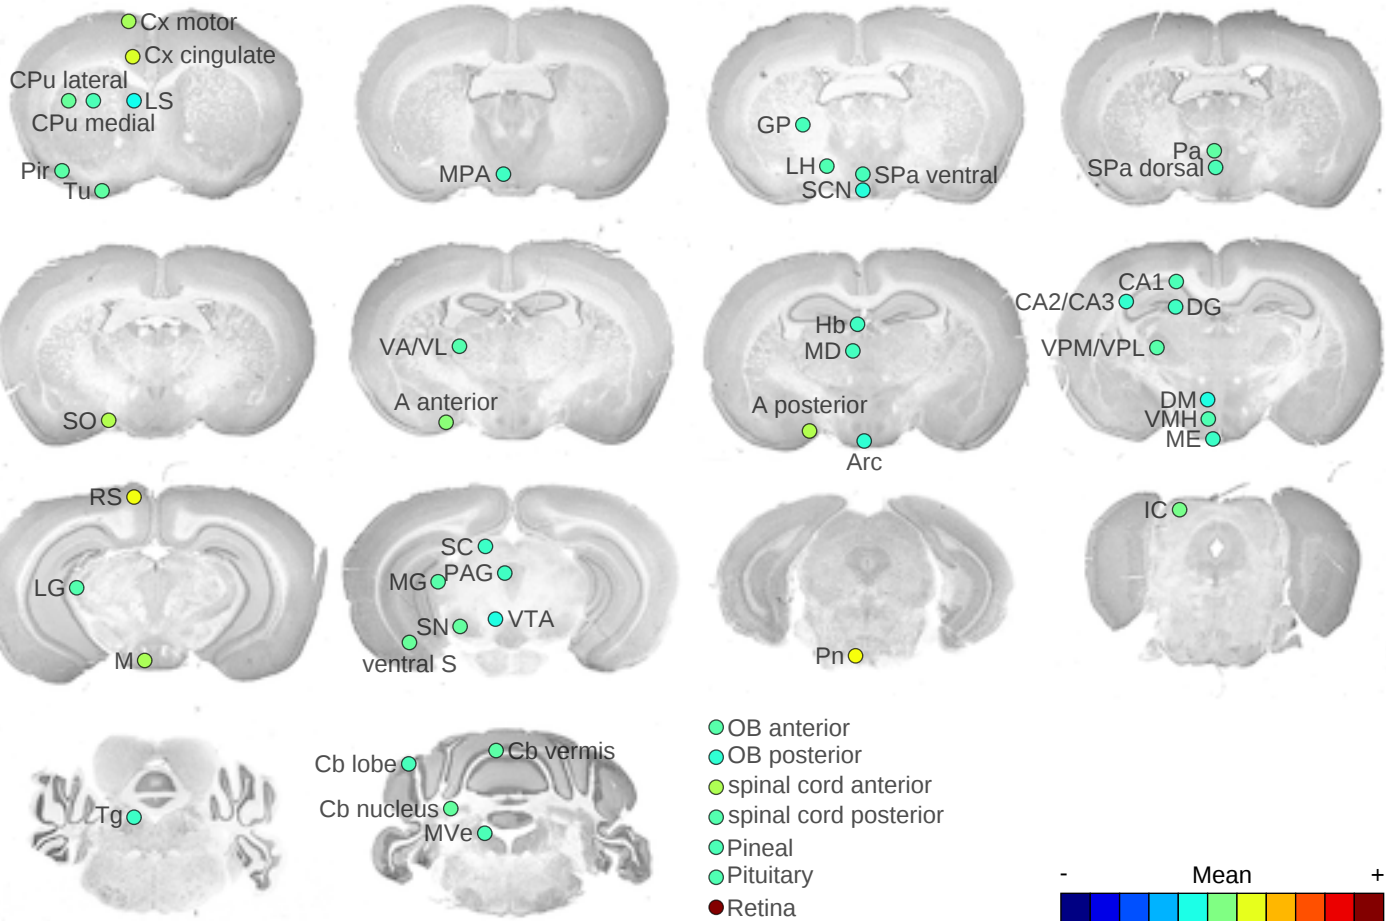 Cx motor
Cx cingulate
CPu lateral
LS
CPu medial
Pir
Tu
MPA
GP
LH
SPa ventral
SCN
Pa
SPa dorsal
SO
VA/VL
A anterior
Hb
MD
A posterior
Arc
CA1
CA2/CA3
DG
VPM/VPL
DM
VMH
ME
RS
LG
M
SC
MG
PAG
SN
VTA
ventral S
Pn
IC
Tg
Cb lobe
Cb vermis
Cb nucleus
MVe
OB anterior
OB posterior
spinal cord anterior
spinal cord posterior
Pineal
Pituitary
Retina
- Mean +